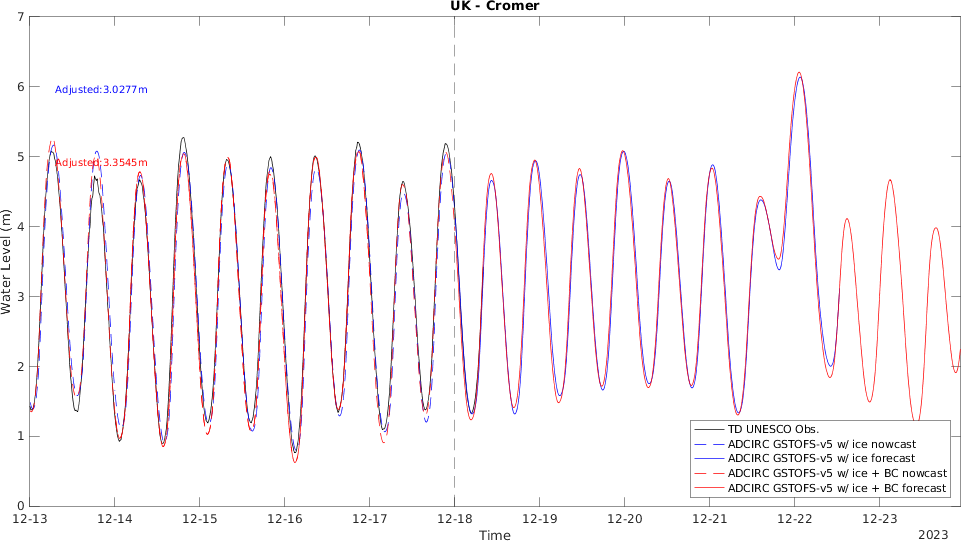 UK - Cromer
7
6
5
4
3
2
1
0
Water Level (m)
Adjusted:3.0277m
Adjusted:3.3545m
TD UNESCO Obs.
ADCIRC GSTOFS-v5 w/ ice nowcast
ADCIRC GSTOFS-v5 w/ ice forecast
ADCIRC GSTOFS-v5 w/ ice + BC nowcast
ADCIRC GSTOFS-v5 w/ ice + BC forecast
12-13 12-14 12-15 12-16 12-17 12-18 12-19 12-20 12-21 12-22 12-23
Time
2023